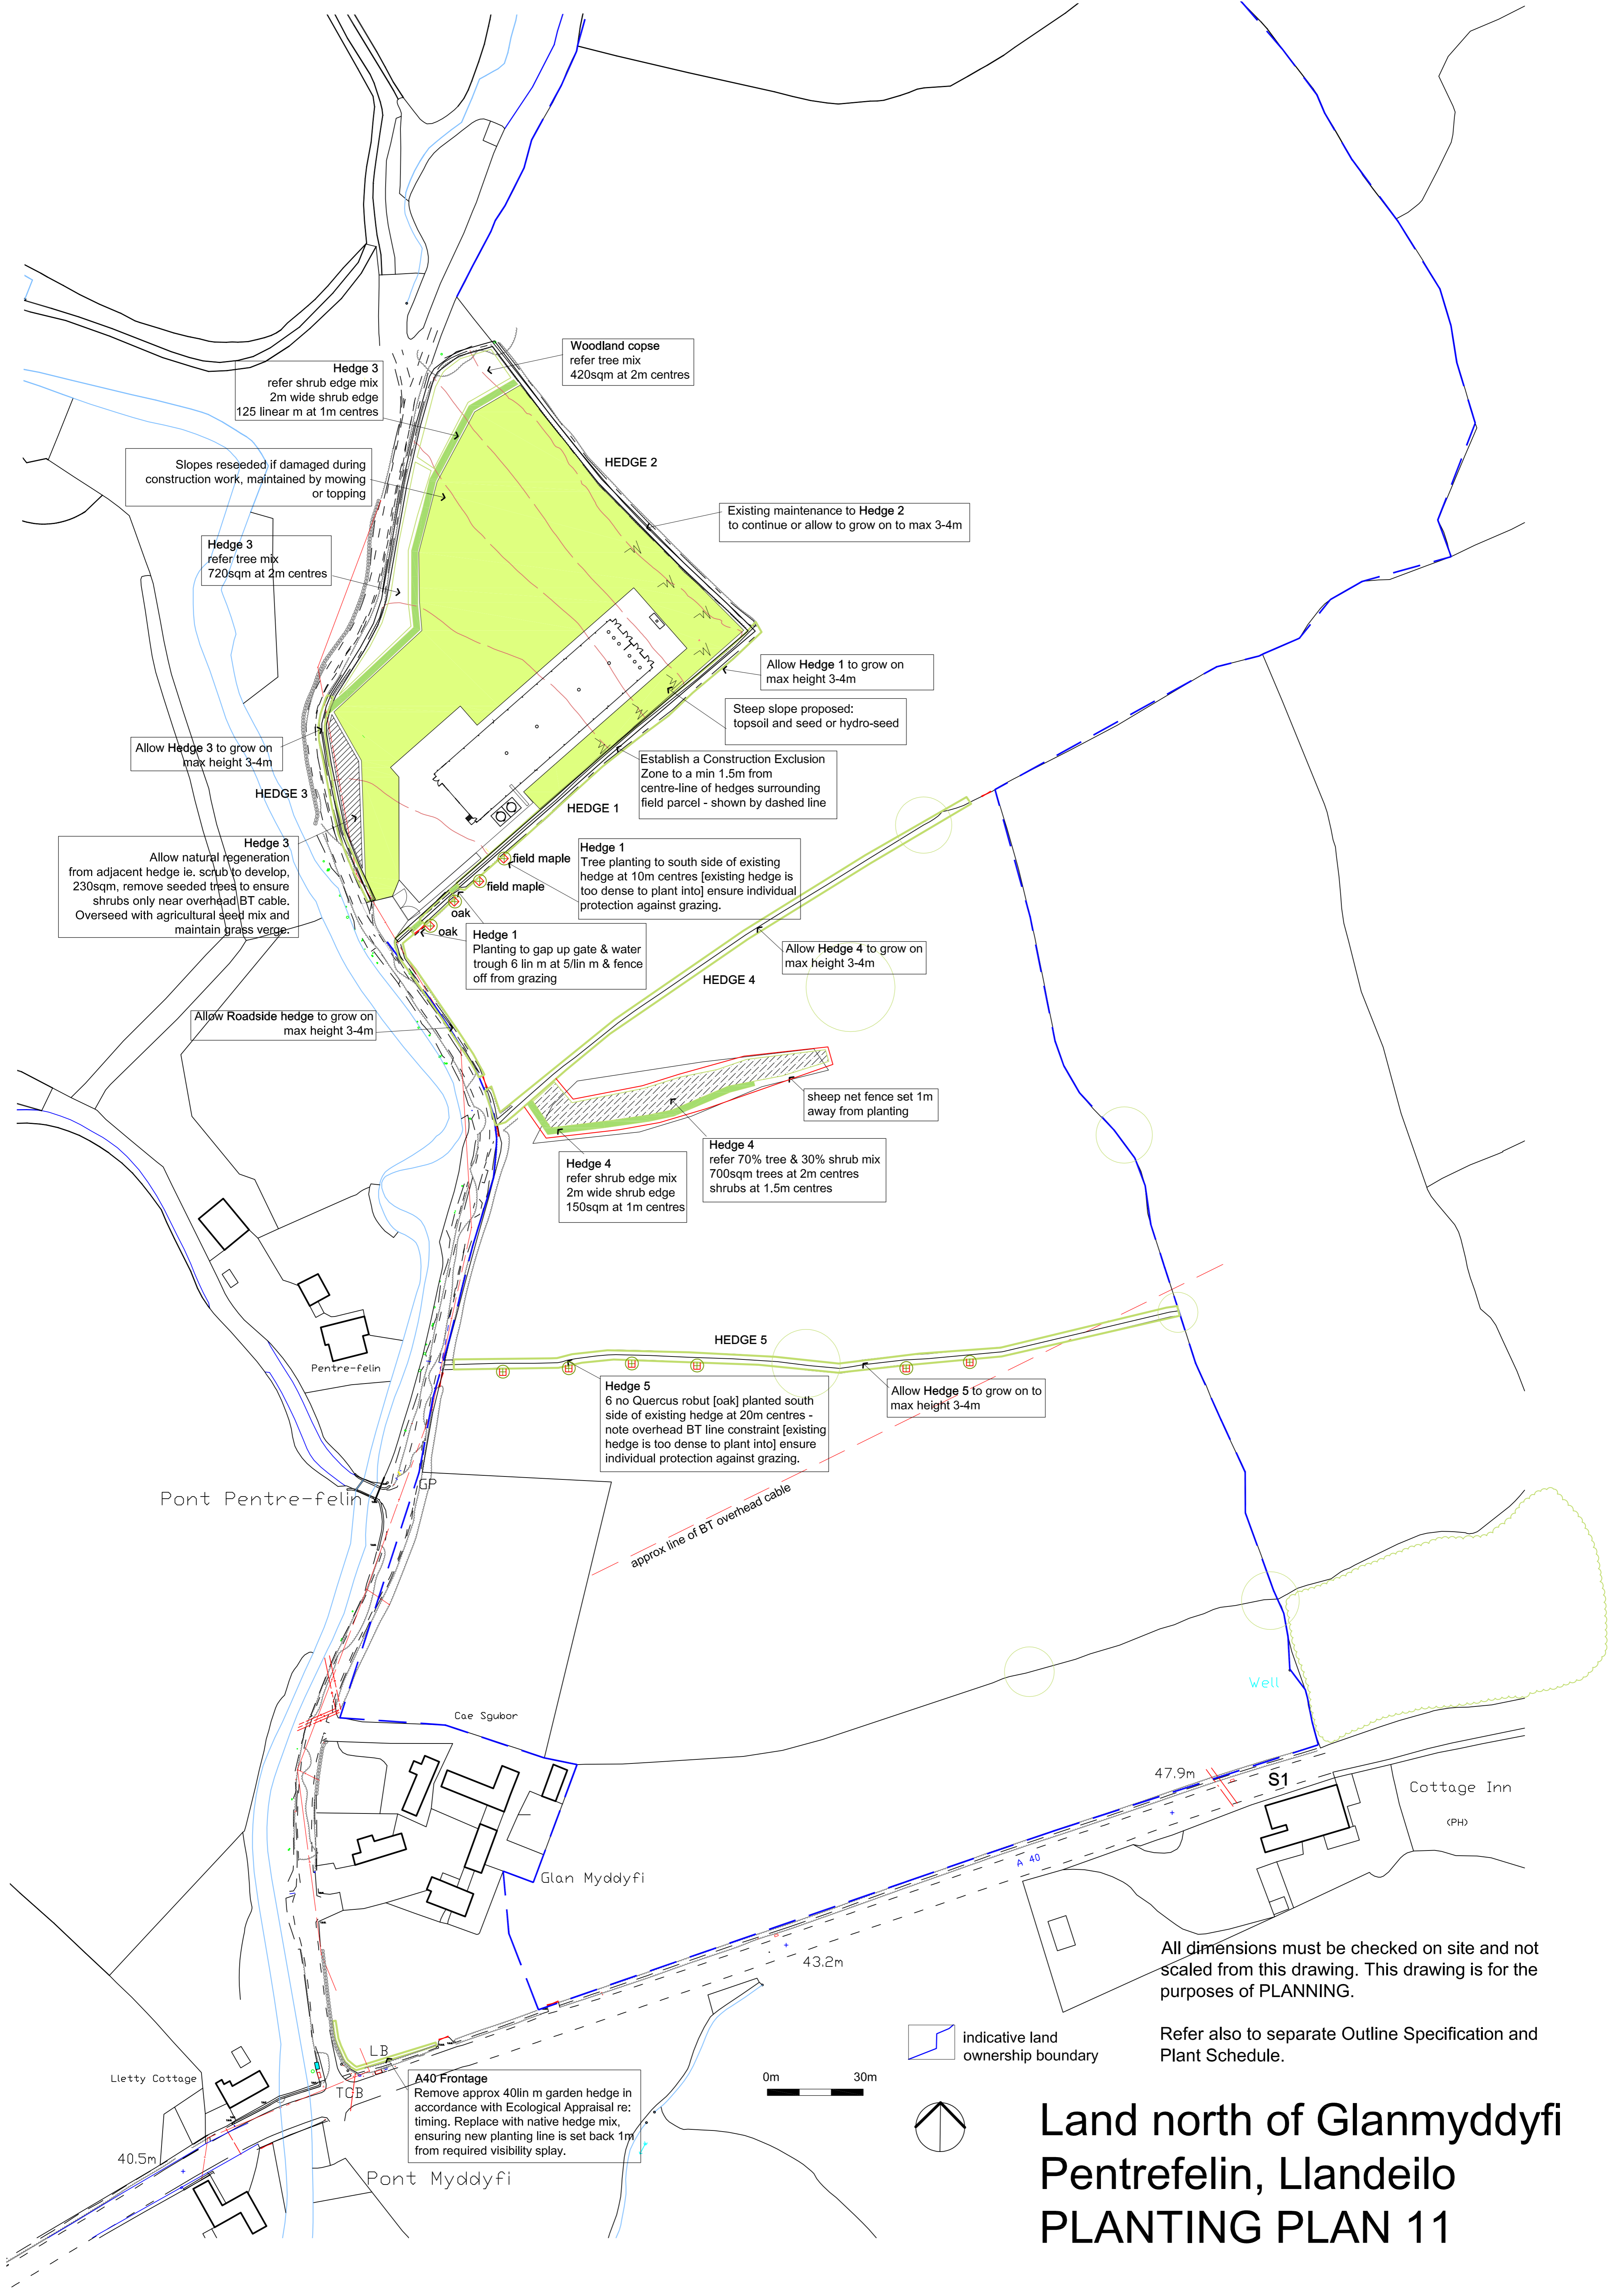 Woodland copse
refer tree mix
420sqm at 2m centres
Hedge 3
refer shrub edge mix
2m wide shrub edge
125 linear m at 1m centres
HEDGE 2
Slopes reseeded if damaged during
construction work, maintained by mowing
or topping
Existing maintenance to Hedge 2
to continue or allow to grow on to max 3-4m
Hedge 3
refer tree mix
720sqm at 2m centres
Allow Hedge 1 to grow on
max height 3-4m
Steep slope proposed:
topsoil and seed or hydro-seed
Allow Hedge 3 to grow on
max height 3-4m
Establish a Construction Exclusion
Zone to a min 1.5m from
centre-line of hedges surrounding
field parcel - shown by dashed line
HEDGE 3
HEDGE 1
Hedge 3
Allow natural regeneration
from adjacent hedge ie. scrub to develop,
230sqm, remove seeded trees to ensure
shrubs only near overhead BT cable.
Overseed with agricultural seed mix and
maintain grass verge.
field maple
field maple
oak
oak
Hedge 1
Tree planting to south side of existing
hedge at 10m centres [existing hedge is
too dense to plant into] ensure individual
protection against grazing.
Hedge 1
Planting to gap up gate & water
trough 6 lin m at 5/lin m & fence
off from grazing
Allow Hedge 4 to grow on
max height 3-4m
HEDGE 4
Allow Roadside hedge to grow on
max height 3-4m
sheep net fence set 1m
away from planting
Hedge 4
refer 70% tree & 30% shrub mix
700sqm trees at 2m centres
shrubs at 1.5m centres
Hedge 4
refer shrub edge mix
2m wide shrub edge
150sqm at 1m centres
HEDGE 5
Pentre-felin
Hedge 5
6 no Quercus robut [oak] planted south
side of existing hedge at 20m centres -
note overhead BT line constraint [existing
hedge is too dense to plant into] ensure
individual protection against grazing.
Allow Hedge 5 to grow on to
max height 3-4m
GP
Pont Pentre-felin
approx line of BT overhead cable
Well
Cae Sgubor
47.9m
S1
Cottage Inn
(PH)
A 40
Glan Myddyfi
43.2m
All dimensions must be checked on site and not
scaled from this drawing. This drawing is for the
purposes of PLANNING.
indicative land
ownership boundary
Refer also to separate Outline Specification and
Plant Schedule.
LB
TCB
Lletty Cottage
A40 Frontage
Remove approx 40lin m garden hedge in
accordance with Ecological Appraisal re:
timing. Replace with native hedge mix,
ensuring new planting line is set back 1m
from required visibility splay.
0m 30m
40.5m
Pont Myddyfi
Land north of Glanmyddyfi
Pentrefelin, Llandeilo
PLANTING PLAN 11